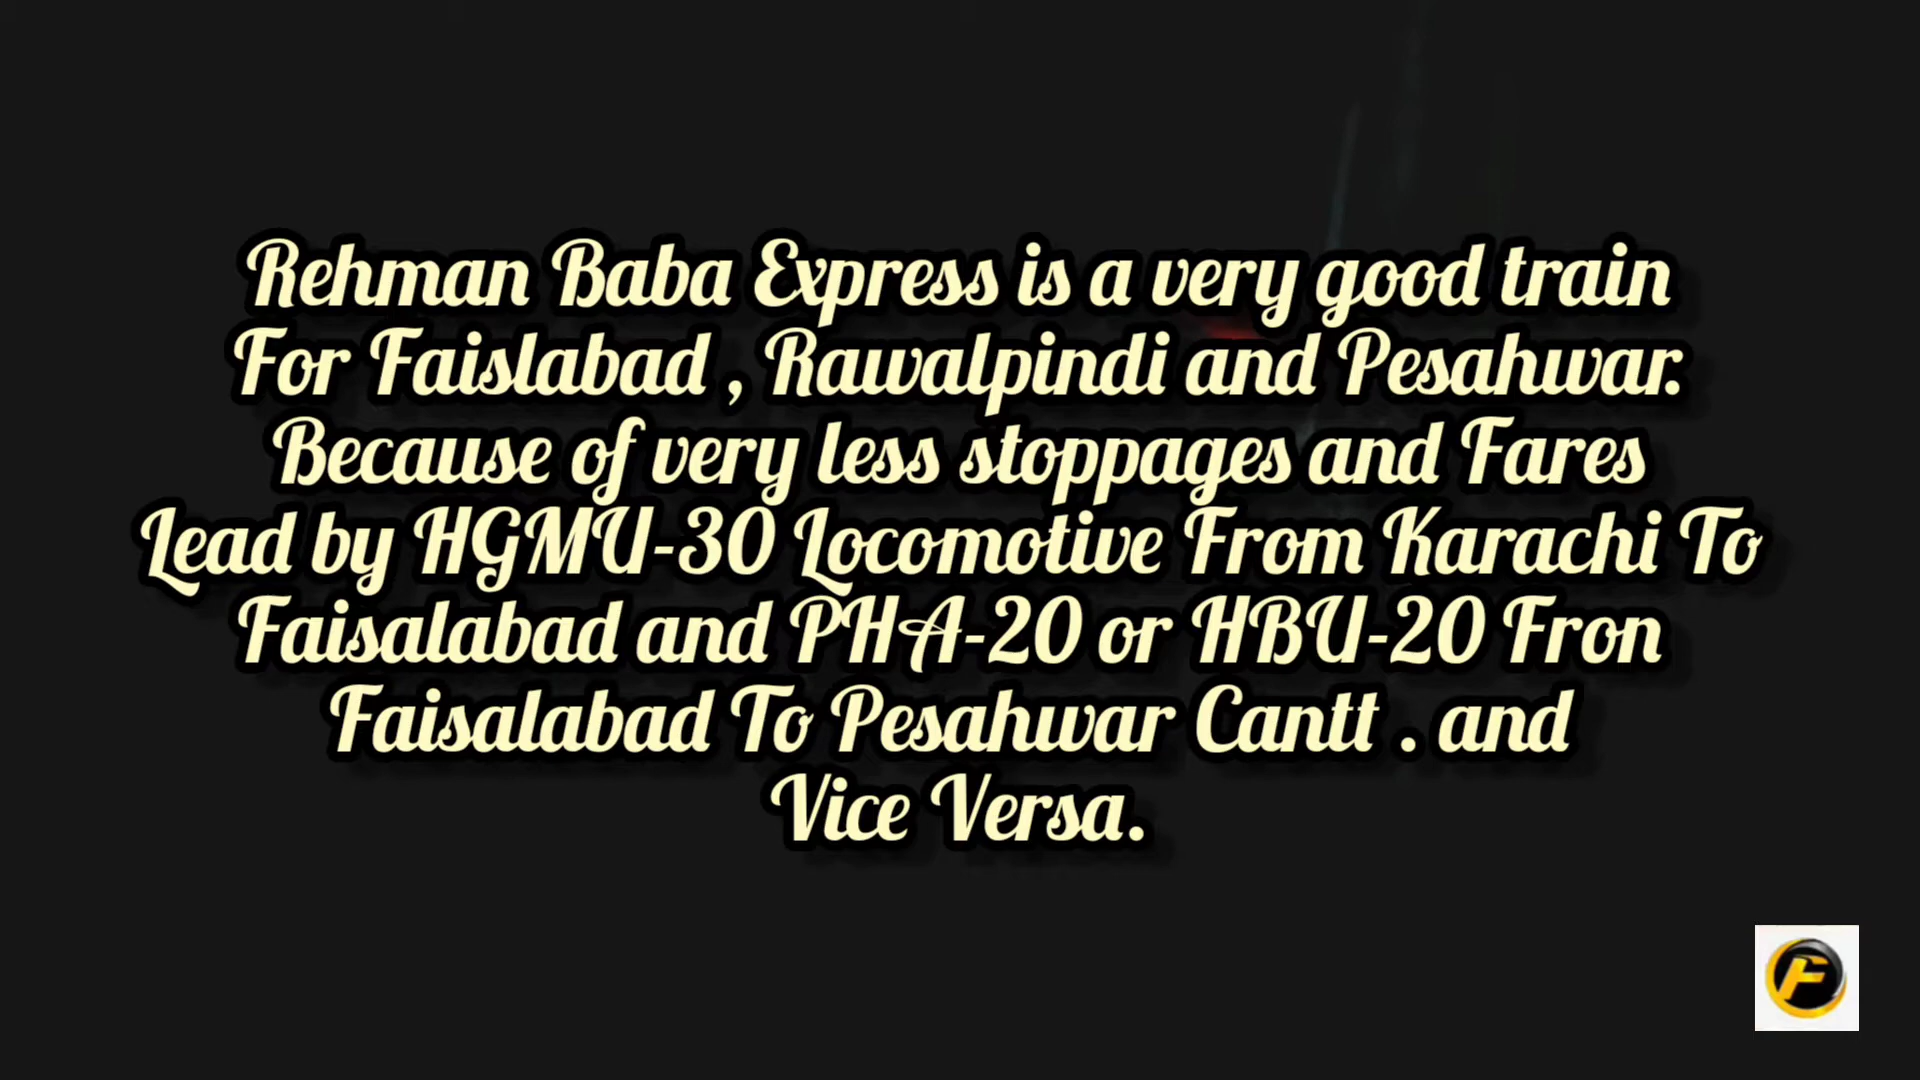 Rehman Baba Express is a very good train
For Faislabad , Rawalpindi and Pesahwar.
Because of very less stoppages and Fares
Lead by HGMU-30 Locomotive From Karachi To
Faisalabad and PHA-20 or HBU-20 Fron
Faisalabad To Pesahwar Cantt . and
Vice Versa.
F